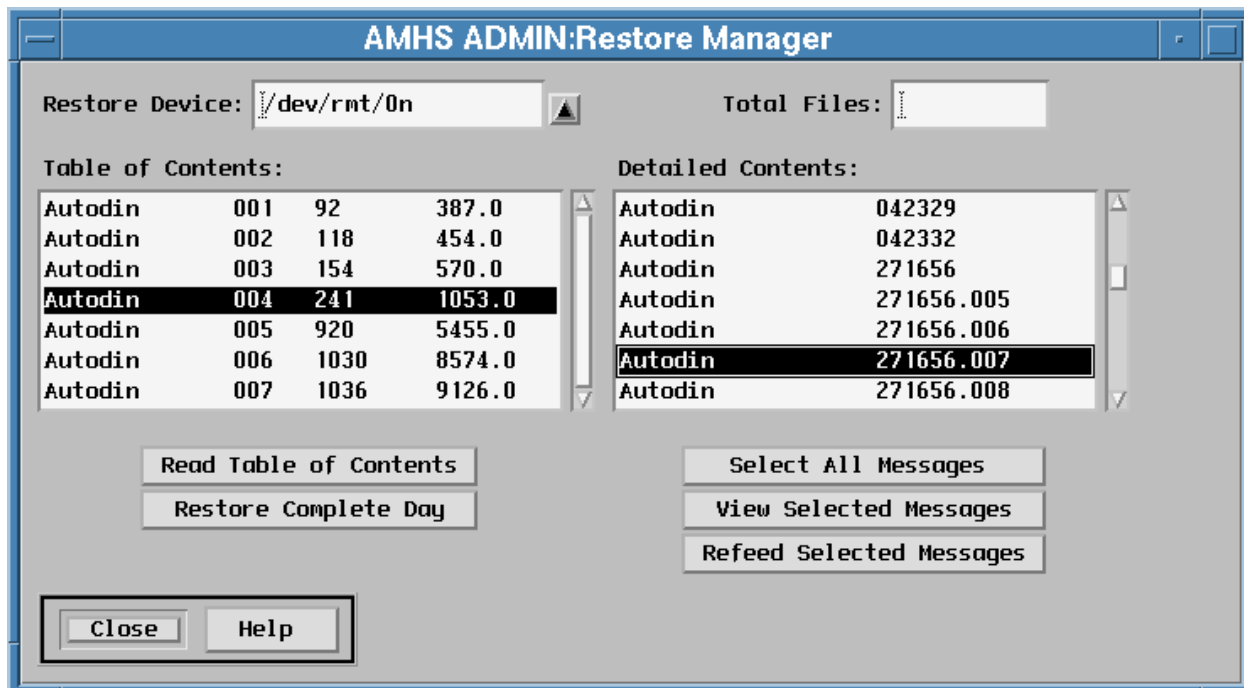 AMHS ADMIN:Restore Manager
Restore Device: /dev/rmt/0n Total Files:
Table of Contents: Detailed Contents:
Autodin 001 92 387.0 Autodin 042329
Autodin 002 118 454.0 Autodin 042332
Autodin 003 154 570.0 Autodin 271656
Autodin 004 241 1053.0 Autodin 271656.005
Autodin 005 920 5455.0 Autodin 271656.006
Autodin 006 1030 8574.0 Autodin 271656.007
Autodin 007 1036 9126.0 Autodin 271656.008
Read Table of Contents Select All Messages
Restore Complete Day View Selected Messages
Refeed Selected Messages
Close Help